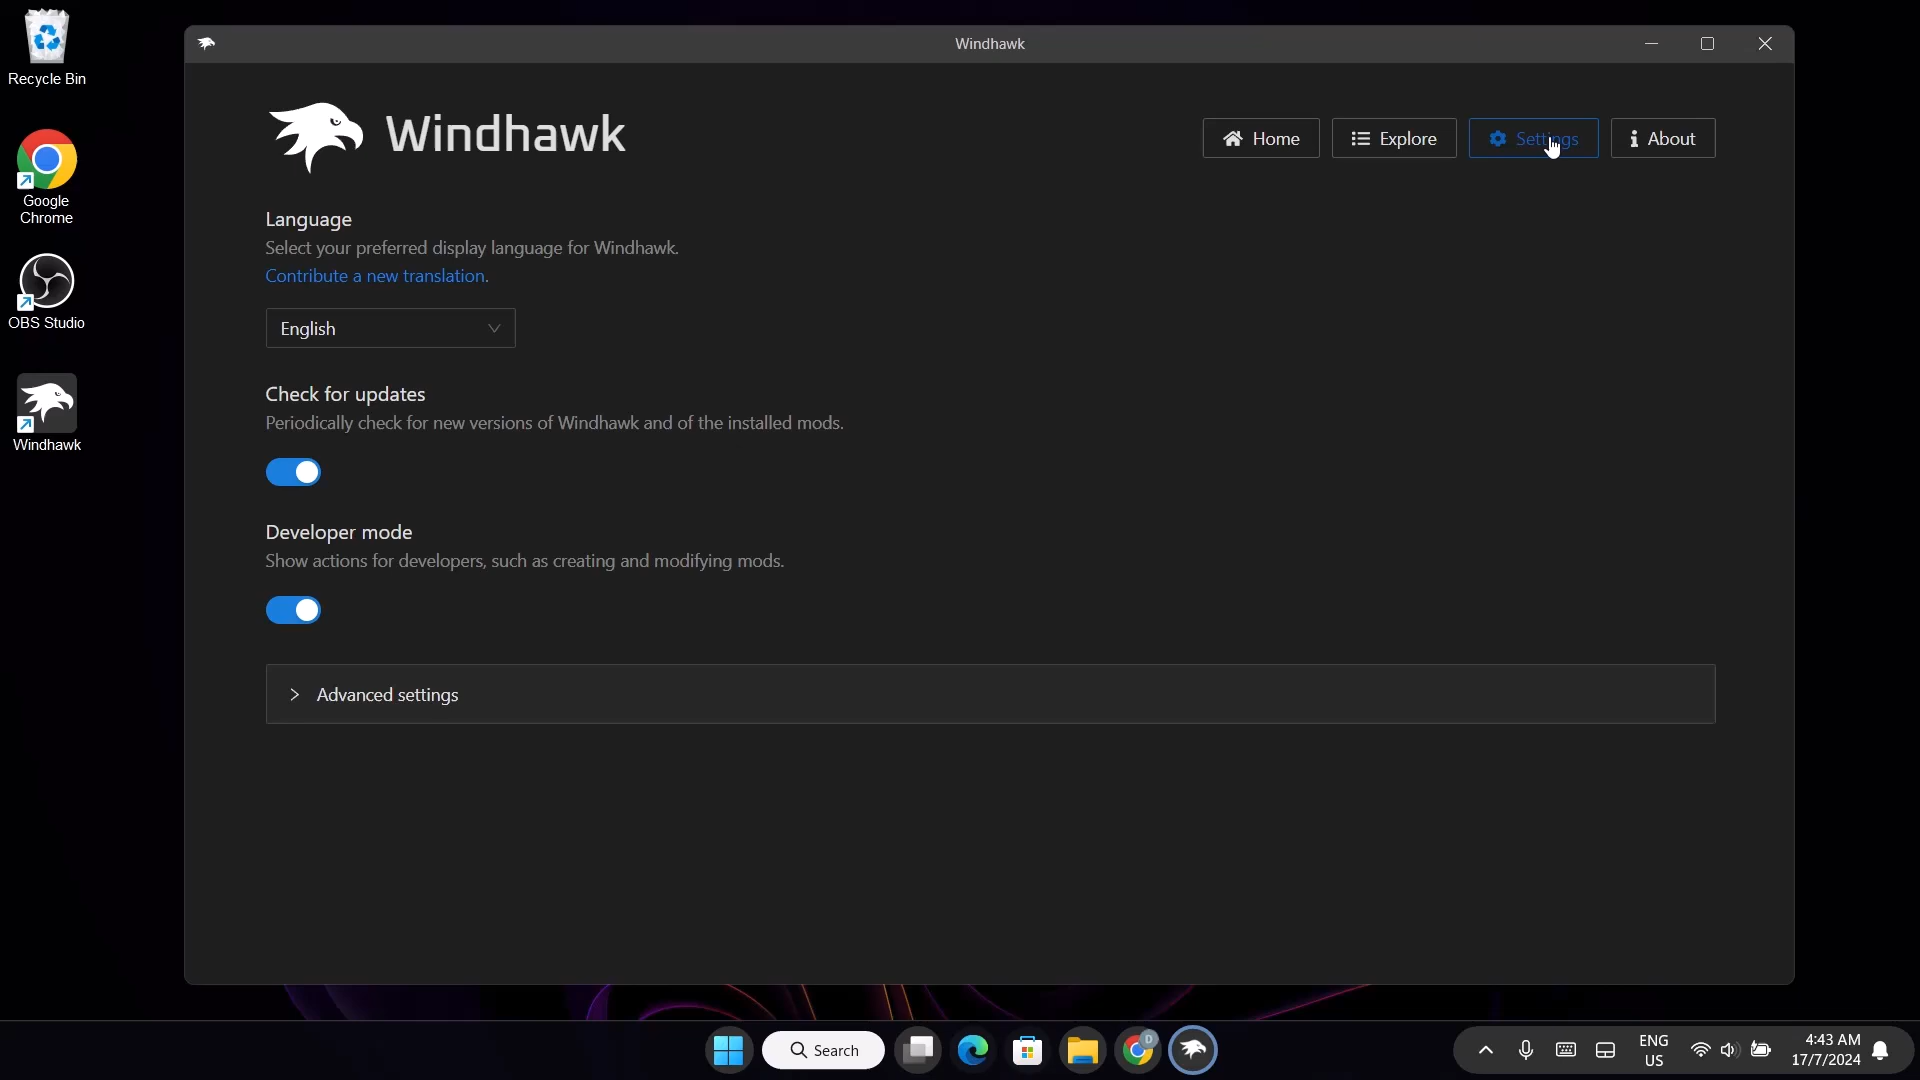 Recycle Bin
Google
Chrome
OBS Studio
Windhawk
Windhawk
Windhawk
Home
Explore
Settings
About
Language
Select your preferred display language for Windhawk.
Contribute a new translation.
English
Check for updates
Periodically check for new versions of Windhawk and of the installed mods.
Developer mode
Show actions for developers, such as creating and modifying mods.
Advanced settings
Search
D
ENG
US
4:43 AM
17/7/2024